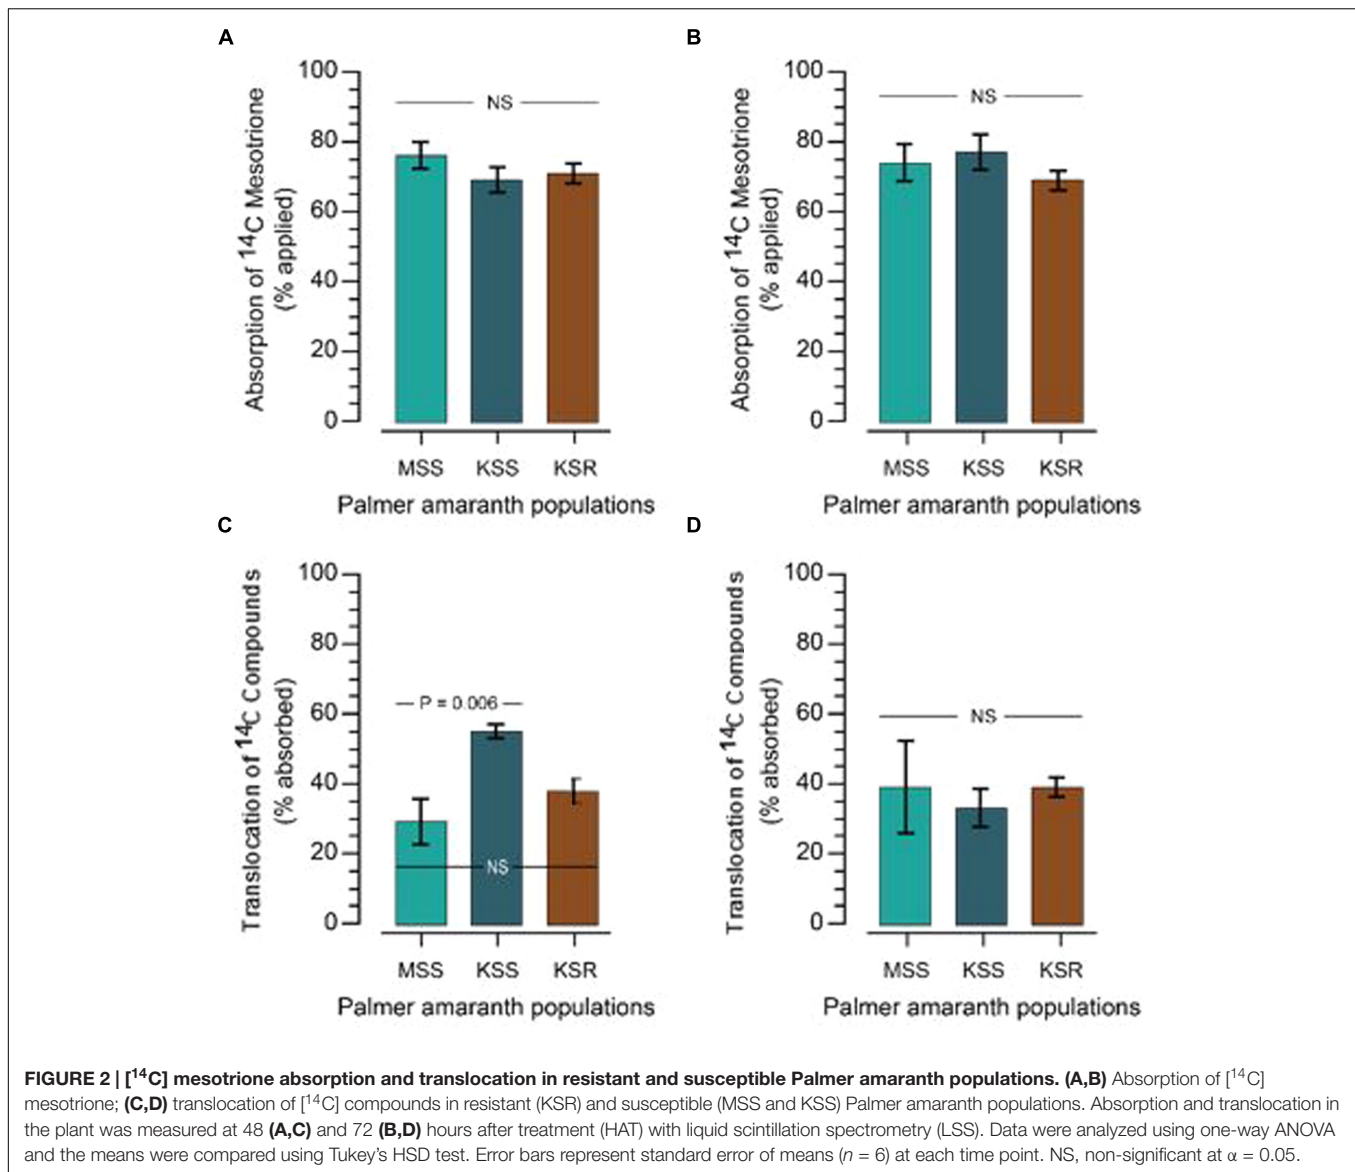 A
Absorption of ¹⁴C Mesotrione
(% applied)
100
80
60
40
20
0
NS
MSS KSS KSR
Palmer amaranth populations
B
Absorption of ¹⁴C Mesotrione
(% applied)
100
80
60
40
20
0
NS
MSS KSS KSR
Palmer amaranth populations
C
Translocation of ¹⁴C Compounds
(% absorbed)
100
80
60
40
20
0
P = 0.006
NS
MSS KSS KSR
Palmer amaranth populations
D
Translocation of ¹⁴C Compounds
(% absorbed)
100
80
60
40
20
0
NS
MSS KSS KSR
Palmer amaranth populations
FIGURE 2 | [¹⁴C] mesotrione absorption and translocation in resistant and susceptible Palmer amaranth populations. (A,B) Absorption of [¹⁴C]
mesotrione; (C,D) translocation of [¹⁴C] compounds in resistant (KSR) and susceptible (MSS and KSS) Palmer amaranth populations. Absorption and translocation in
the plant was measured at 48 (A,C) and 72 (B,D) hours after treatment (HAT) with liquid scintillation spectrometry (LSS). Data were analyzed using one-way ANOVA
and the means were compared using Tukey's HSD test. Error bars represent standard error of means (n = 6) at each time point. NS, non-significant at α = 0.05.